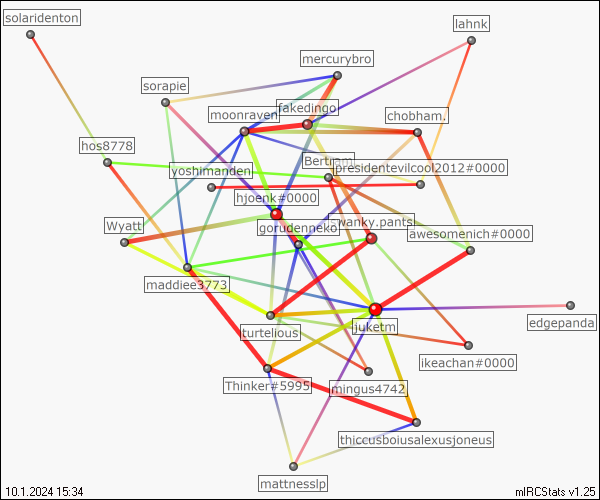 solaridenton
lahnk
mercurybro
sorapie
fakedingo
moonraven
chobham.
hos8778
Bertram
yoshimanden
presidentevilcool2012#0000
hjoenk#0000
Wyatt
gorudenneko
swanky.pants
awesomenich#0000
maddiee3773
edgepanda
turtelious
juketm
ikeachan#0000
Thinker#5995
mingus4742
thiccusboiusalexusjoneus
mattnesslp
10.1.2024 15:34
mIRCStats v1.25